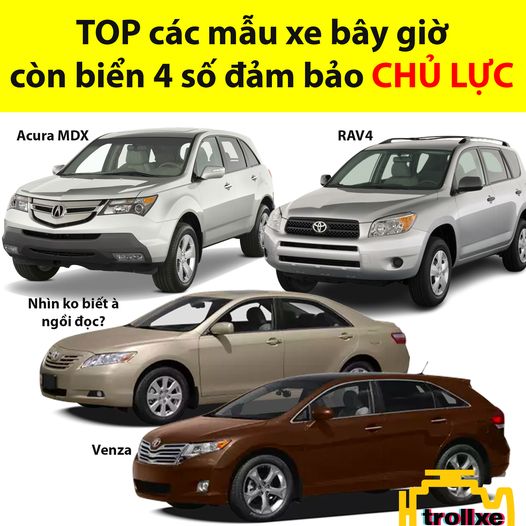 TOP các mẫu xe bây giờ
còn biển 4 số đảm bảo CHỦ LỰC
Acura MDX
RAV4
Nhìn ko biết à
ngồi đọc?
Venza
trollxe